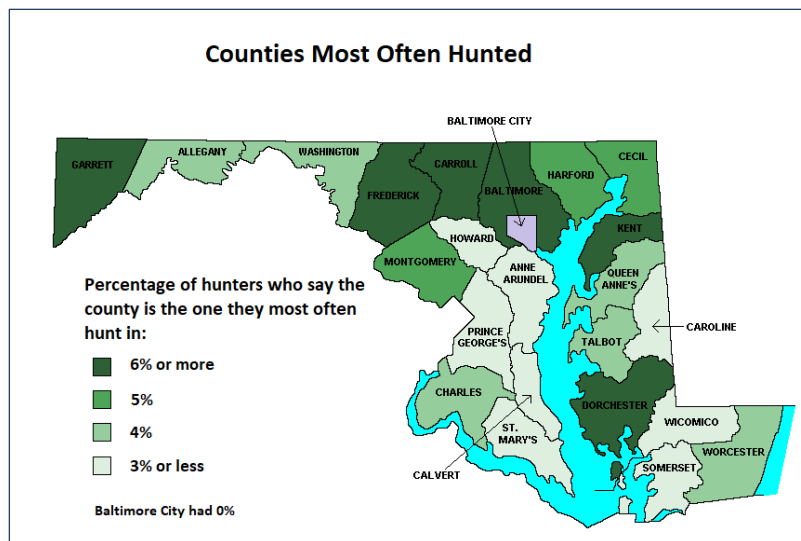 Counties Most Often Hunted
BALTIMORE CITY
GARRETT
ALLEGANY
WASHINGTON
FREDERICK
CARROLL
BALTIMORE
HARFORD
CECIL
KENT
HOWARD
MONTGOMERY
ANNE
ARUNDEL
QUEEN
ANNE'S
PRINCE
GEORGE'S
TALBOT
CAROLINE
CHARLES
DORCHESTER
ST.
MARY'S
CALVERT
WICOMICO
SOMERSET
WORCESTER
Percentage of hunters who say the
county is the one they most often
hunt in:
6% or more
5%
4%
3% or less
Baltimore City had 0%